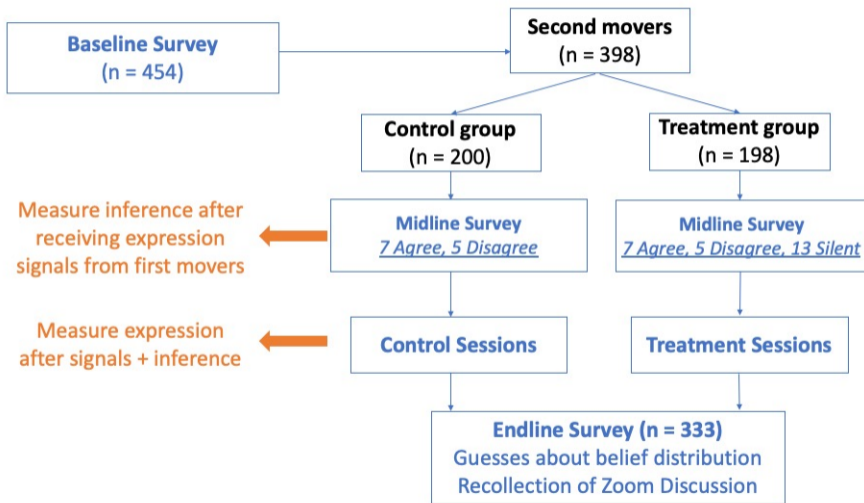 Baseline Survey
(n = 454)
Second movers
(n = 398)
Control group
(n = 200)
Treatment group
(n = 198)
Measure inference after
receiving expression
signals from first movers
Midline Survey
7 Agree, 5 Disagree
Midline Survey
7 Agree, 5 Disagree, 13 Silent
Measure expression
after signals + inference
Control Sessions
Treatment Sessions
Endline Survey (n = 333)
Guesses about belief distribution
Recollection of Zoom Discussion